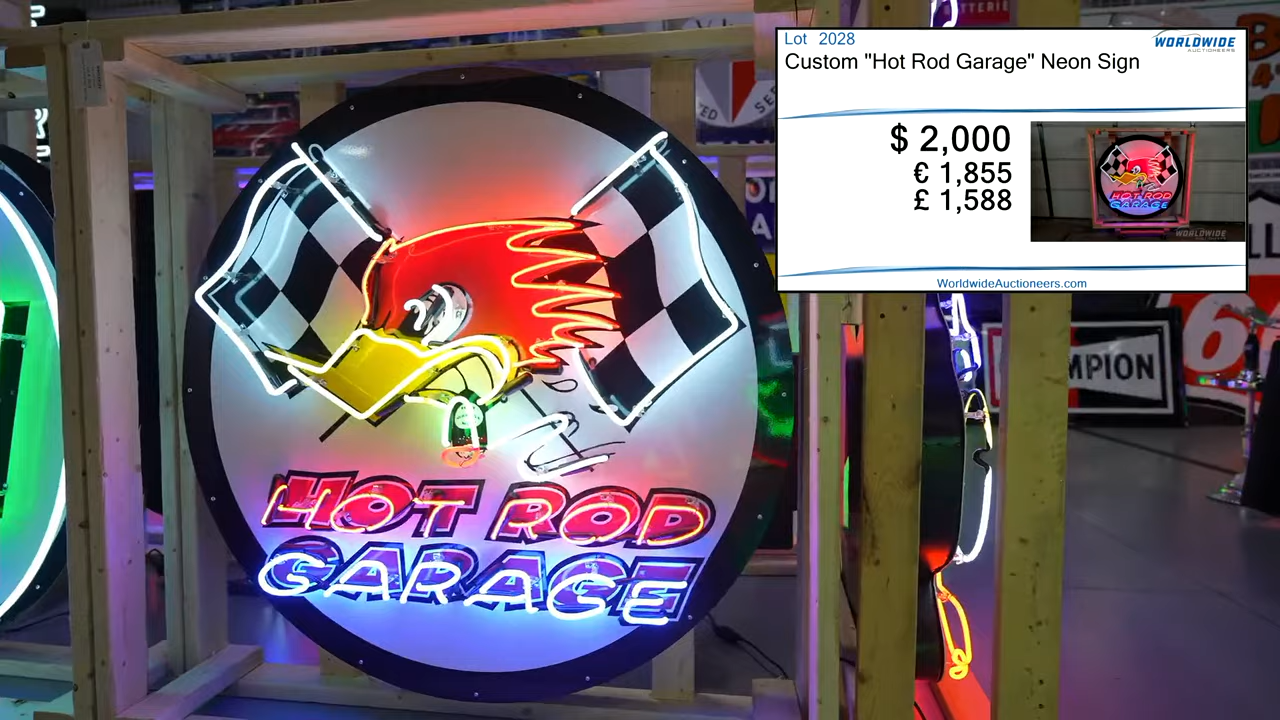 Lot 2028
WORLDWIDE
AUCTIONEERS
Custom "Hot Rod Garage" Neon Sign
$ 2,000
€ 1,855
£ 1,588
HOT ROD
GARAGE
WORLDWIDE
WorldwideAuctioneers.com
MPION
HOT ROD
GARAGE